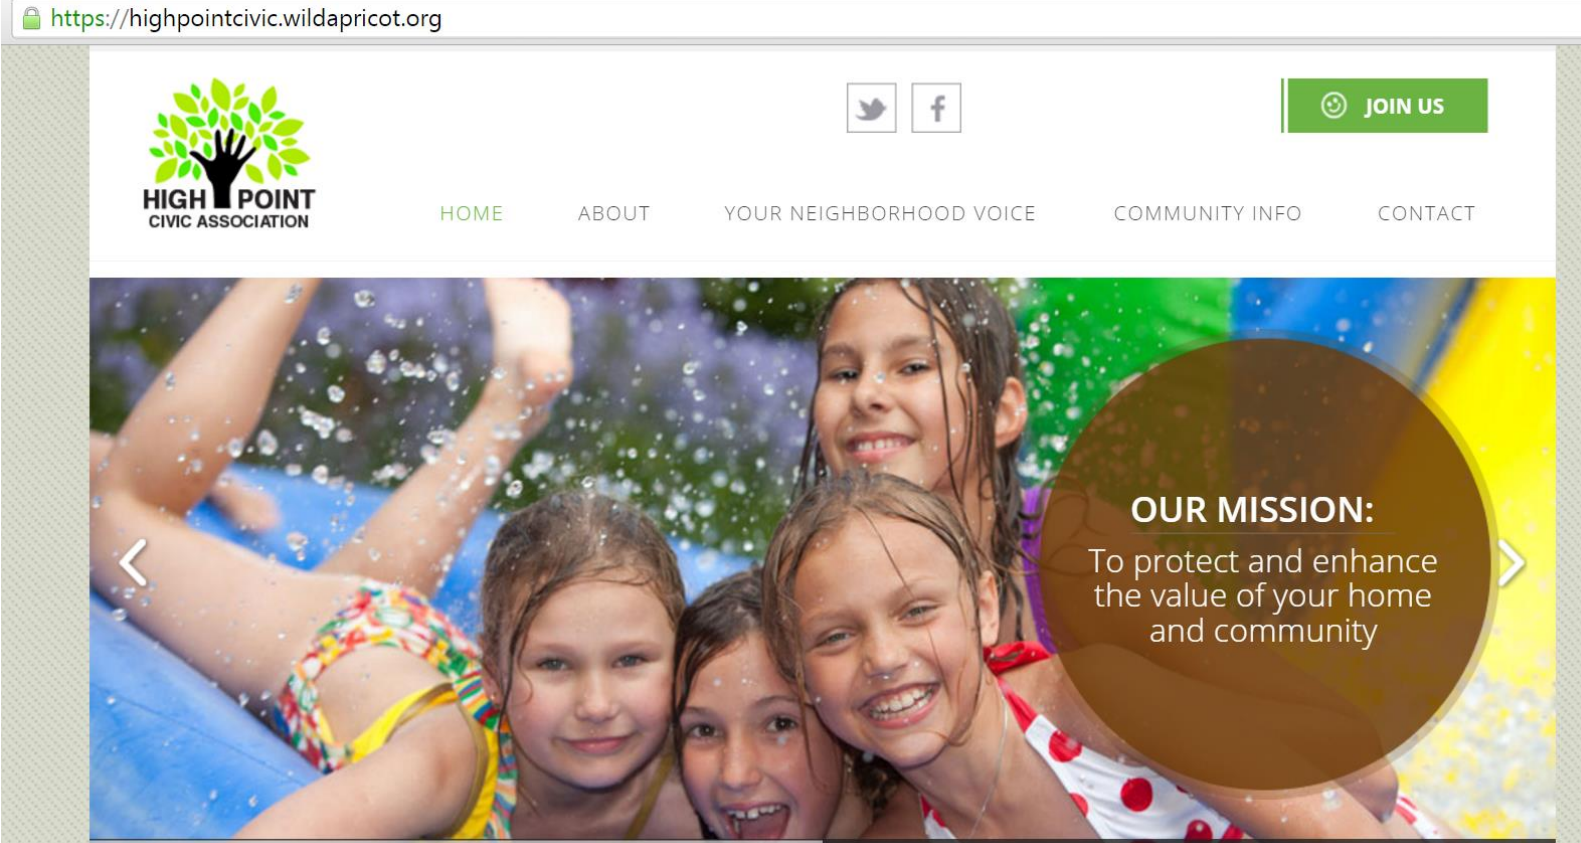 https://highpointcivic.wildapricot.org
JOIN US
HIGH POINT
CIVIC ASSOCIATION
HOME ABOUT YOUR NEIGHBORHOOD VOICE COMMUNITY INFO CONTACT
OUR MISSION:
To protect and enhance
the value of your home
and community